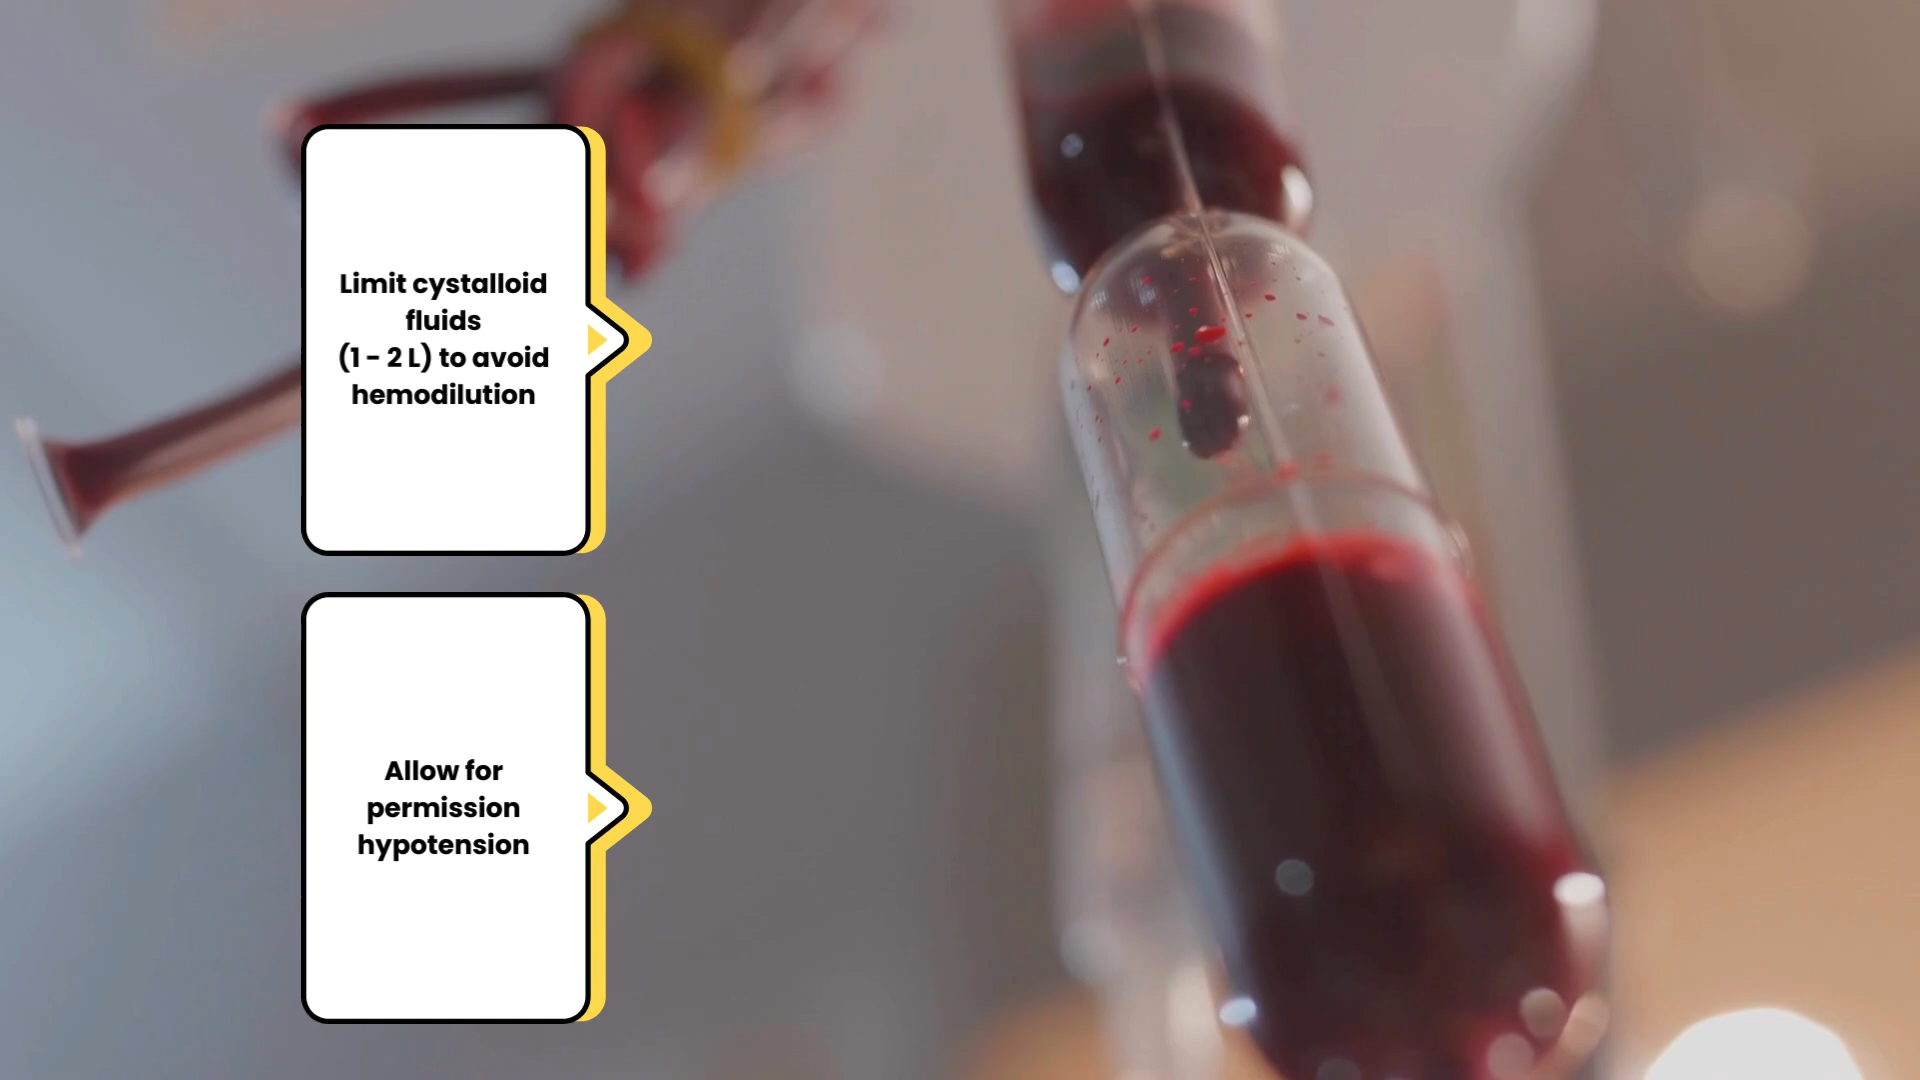 Limit cystalloid
fluids
(1 - 2 L) to avoid
hemodilution
Allow for
permission
hypotension